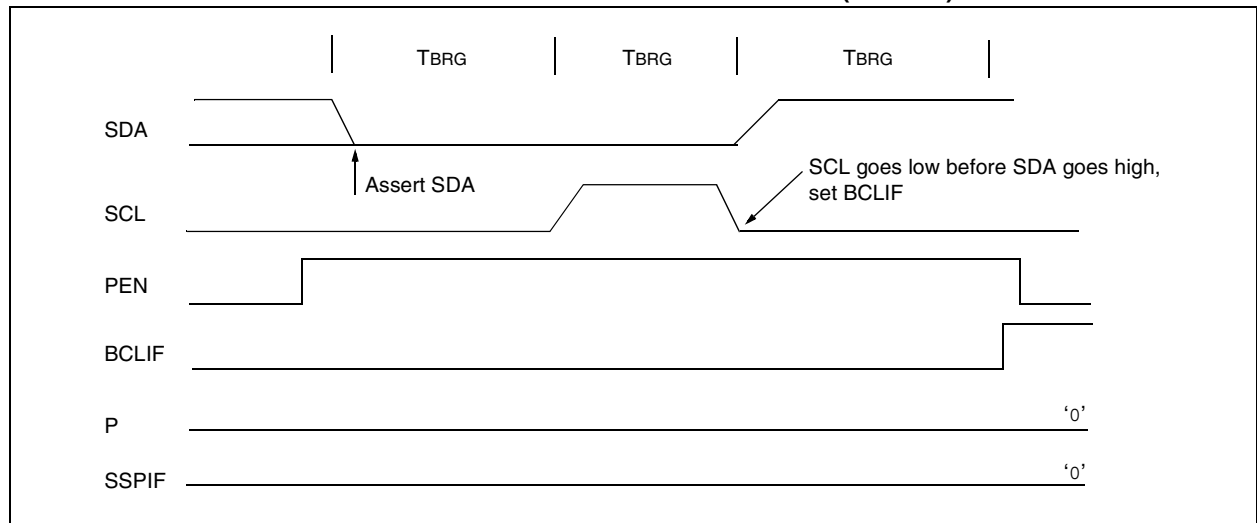 TBRG TBRG TBRG
SDA
Assert SDA
SCL goes low before SDA goes high,
set BCLIF
SCL
PEN
BCLIF
P
‘0’
SSPIF
‘0’